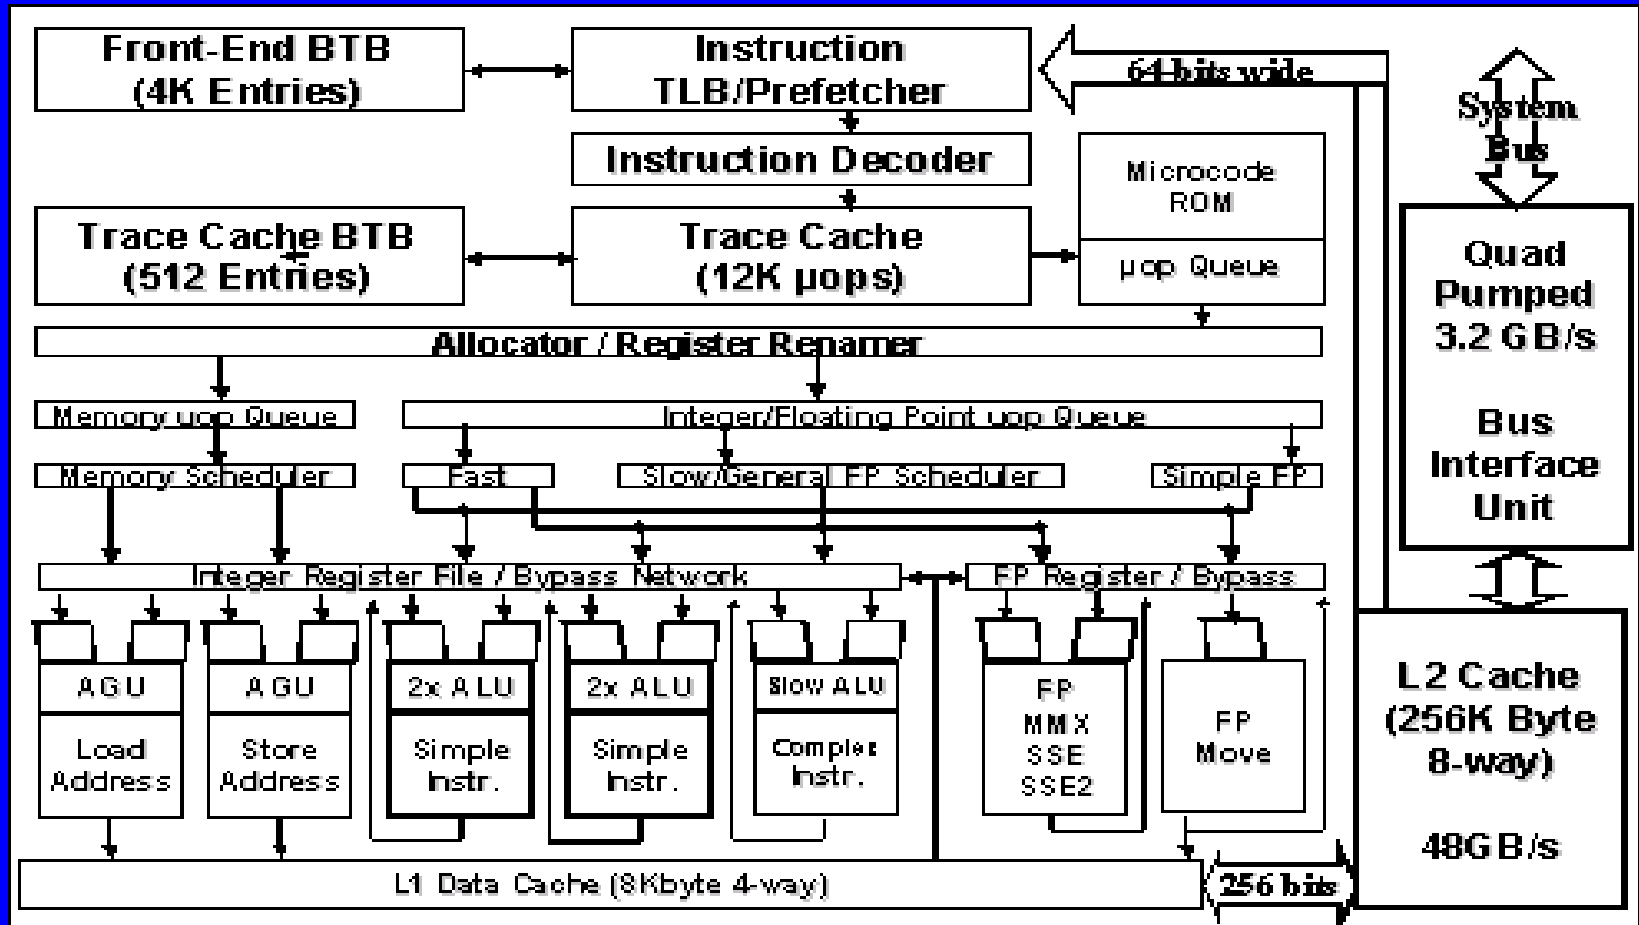 Front-End BTB
(4K Entries)
Instruction
TLB/Prefetcher
64-bits wide
System
Bus
Instruction Decoder
Microcode
ROM
Trace Cache BTB
(512 Entries)
Trace Cache
(12K µops)
µop Queue
Quad
Pumped
3.2 GB/s
Bus
Interface
Unit
Allocator / Register Renamer
Memory uop Queue
Integer/Floating Point uop Queue
Memory Scheduler
Fast
Slow/General FP Scheduler
Simple FP
Integer Register File / Bypass Network
FP Register / Bypass
AGU
Load
Address
AGU
Store
Address
2x ALU
Simple
Instr.
2x ALU
Simple
Instr.
Slow ALU
Complex
Instr.
FP
MMX
SSE
SSE2
FP
Move
L2 Cache
(256K Byte
8-way)
48GB/s
L1 Data Cache (8Kbyte 4-way)
256 bits